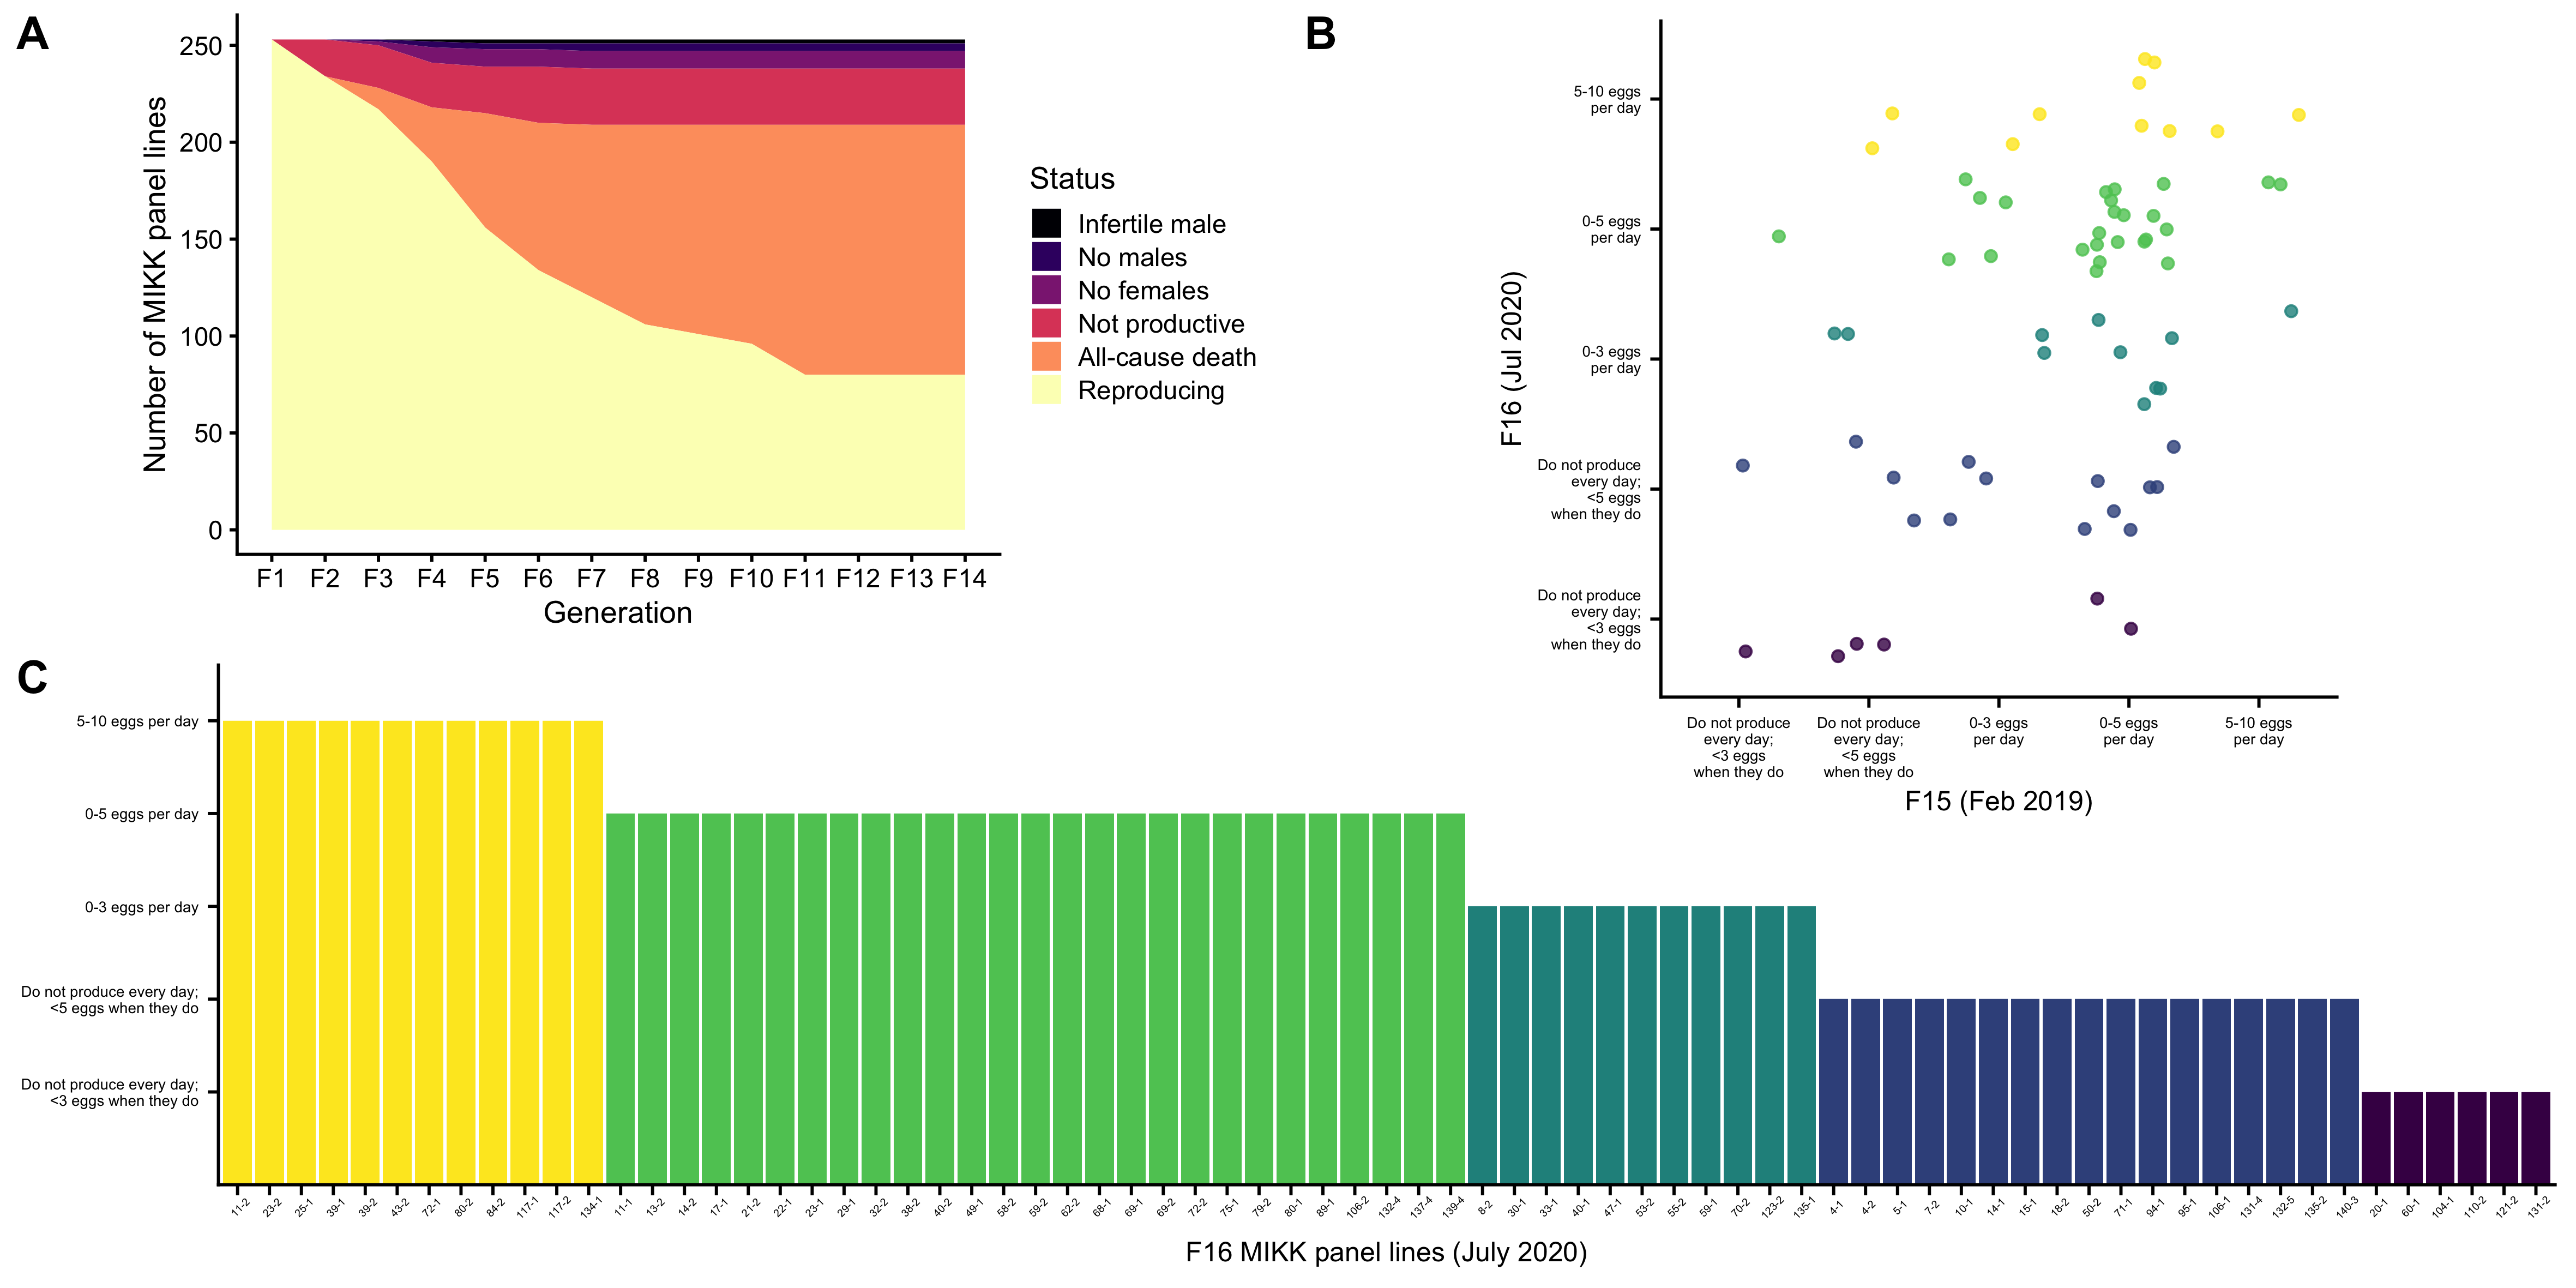 A
Number of MIKK panel lines
250
200
150
100
50
0
F1 F2 F3 F4 F5 F6 F7 F8 F9 F10 F11 F12 F13 F14
Generation
Status
Infertile male
No males
No females
Not productive
All-cause death
Reproducing
B
F16 (Jul 2020)
5-10 eggs
per day
0-5 eggs
per day
0-3 eggs
per day
Do not produce
every day;
<5 eggs
when they do
Do not produce
every day;
<3 eggs
when they do
Do not produce
every day;
<3 eggs
when they do
Do not produce
every day;
<5 eggs
when they do
0-3 eggs
per day
0-5 eggs
per day
5-10 eggs
per day
F15 (Feb 2019)
C
5-10 eggs per day
0-5 eggs per day
0-3 eggs per day
Do not produce every day;
<5 eggs when they do
Do not produce every day;
<3 eggs when they do
11-2 23-2 25-1 39-1 39-2 43-2 72-1 80-2 84-2 117-1 117-2 134-1 11-1 13-2 14-2 17-1 21-2 22-1 23-1 29-1 32-2 38-2 40-2 49-1 58-2 59-2 62-2 68-1 69-1 69-2 72-2 75-1 79-2 80-1 89-1 106-2 132-4 137-4 139-4 8-2 30-1 33-1 40-1 47-1 53-2 55-2 59-1 70-2 123-2 135-1 4-1 4-2 5-1 7-2 10-1 14-1 15-1 18-2 50-2 71-1 94-1 95-1 106-1 131-4 132-5 135-2 140-3 20-1 60-1 104-1 110-2 121-2 131-2
F16 MIKK panel lines (July 2020)